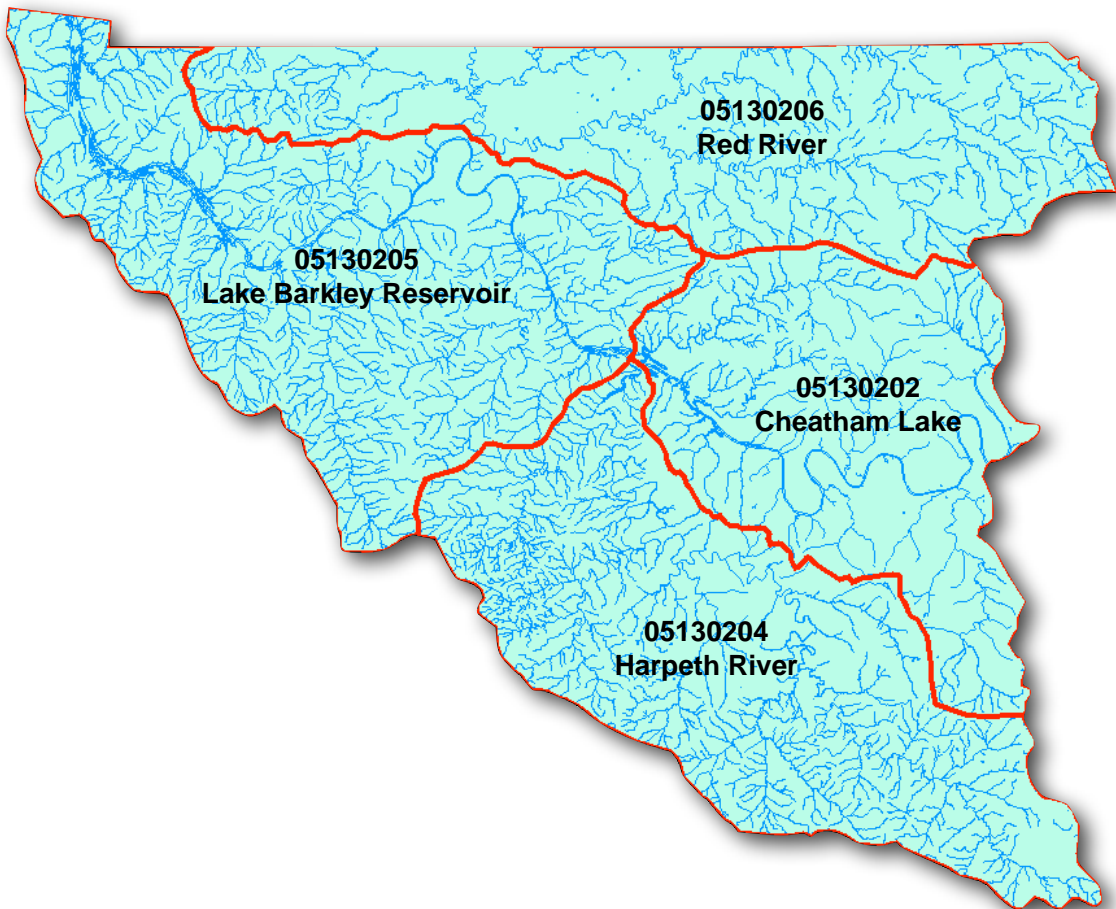 05130206
Red River
05130205
Lake Barkley Reservoir
05130202
Cheatham Lake
05130204
Harpeth River